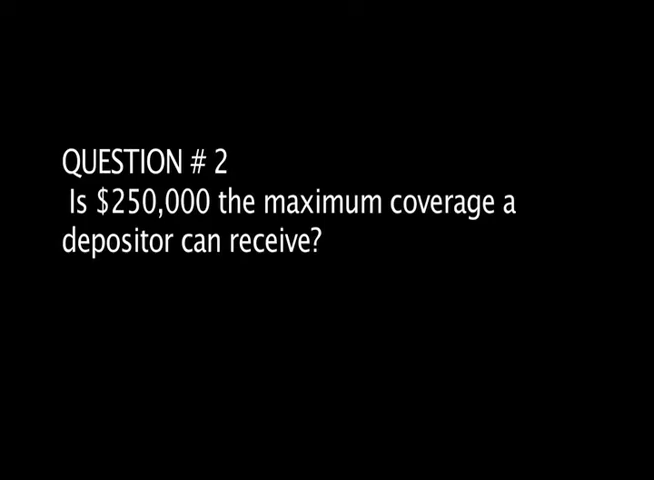 QUESTION # 2
Is $250,000 the maximum coverage a
depositor can receive?